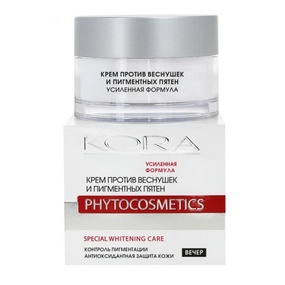 КРЕМ ПРОТИВ ВЕСНУШЕК
И ПИГМЕНТНЫХ ПЯТЕН
УСИЛЕННАЯ ФОРМУЛА
KORA
УСИЛЕННАЯ
ФОРМУЛА
КРЕМ ПРОТИВ ВЕСНУШЕК
И ПИГМЕНТНЫХ ПЯТЕН
PHYTOCOSMETICS
SPECIAL WHITENING CARE
КОНТРОЛЬ ПИГМЕНТАЦИИ
АНТИОКСИДАНТНАЯ ЗАЩИТА КОЖИ
ВЕЧЕР